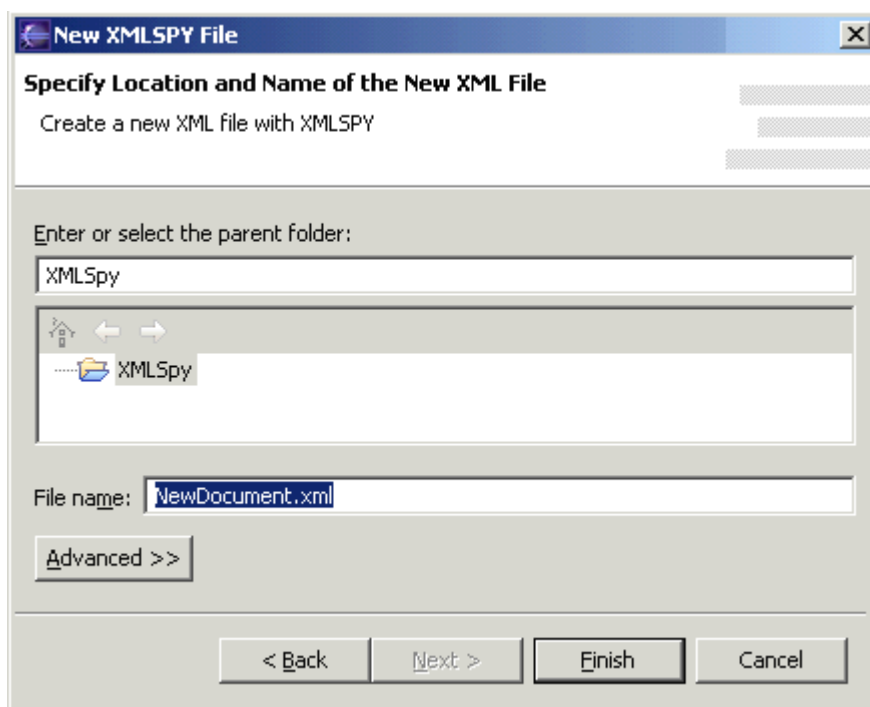 New XMLSPY File
Specify Location and Name of the New XML File
Create a new XML file with XMLSPY
Enter or select the parent folder:
XMLSpy
XMLSpy
File name: NewDocument.xml
Advanced >>
< Back Next > Finish Cancel